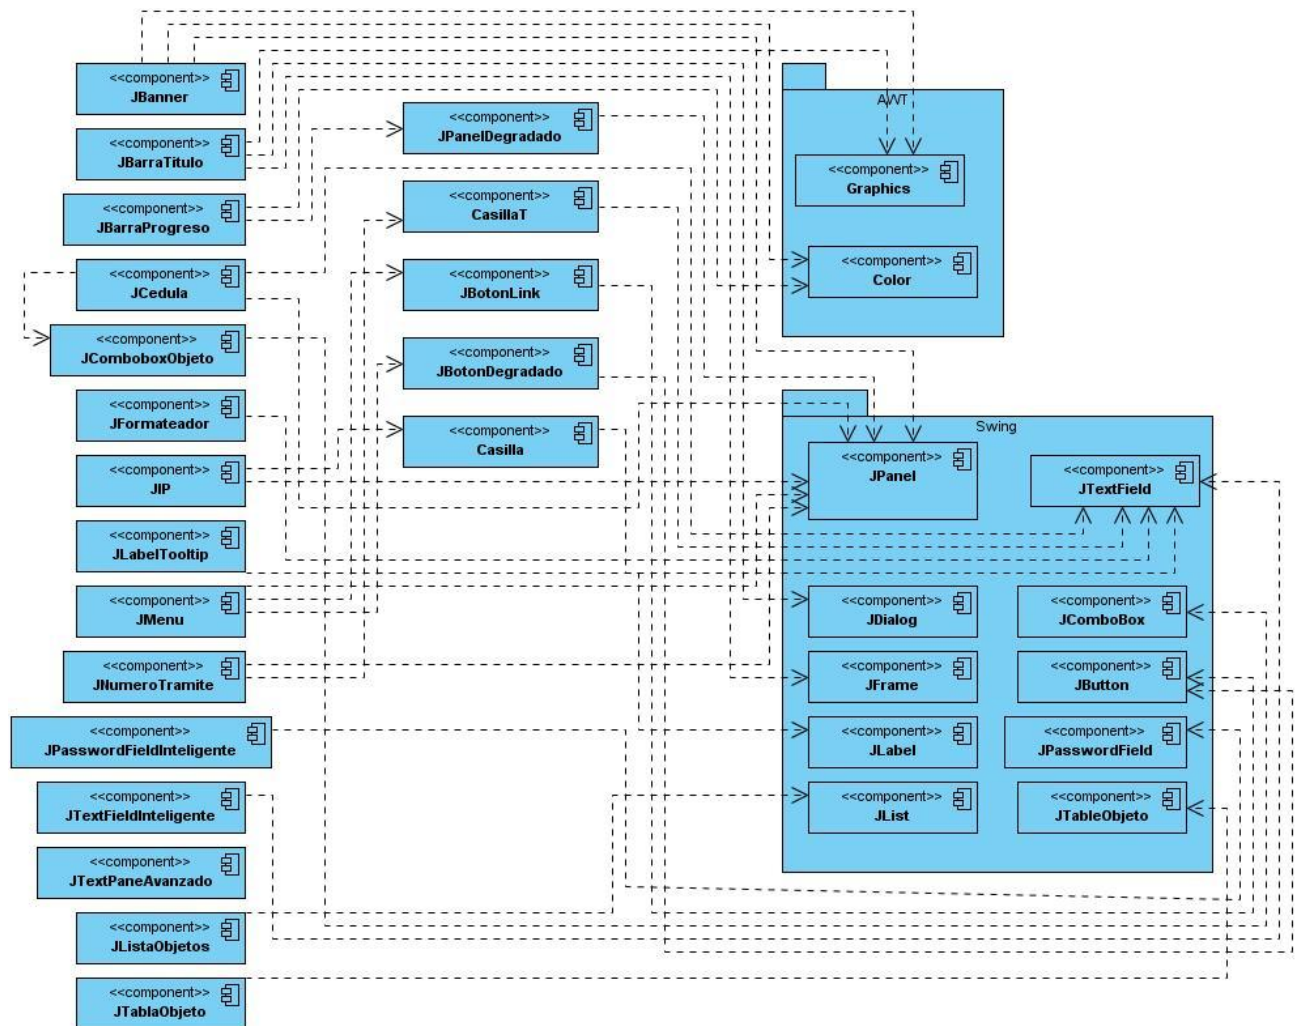 <<component>>
JBanner
<<component>>
JBarraTitulo
<<component>>
JBarraProgreso
<<component>>
JCedula
<<component>>
JComboboxObjeto
<<component>>
JFormateador
<<component>>
JIP
<<component>>
JLabelTooltip
<<component>>
JMenu
<<component>>
JNumeroTramite
<<component>>
JPasswordFieldInteligente
<<component>>
JTextFieldInteligente
<<component>>
JTextPaneAvanzado
<<component>>
JListaObjetos
<<component>>
JTablaObjeto
<<component>>
JPanelDegradado
<<component>>
CasillaT
<<component>>
JBotonLink
<<component>>
JBotonDegradado
<<component>>
Casilla
AWT
<<component>>
Graphics
<<component>>
Color
Swing
<<component>>
JPanel
<<component>>
JTextField
<<component>>
JDialog
<<component>>
JComboBox
<<component>>
JFrame
<<component>>
JButton
<<component>>
JLabel
<<component>>
JPasswordField
<<component>>
JList
<<component>>
JTableObjeto